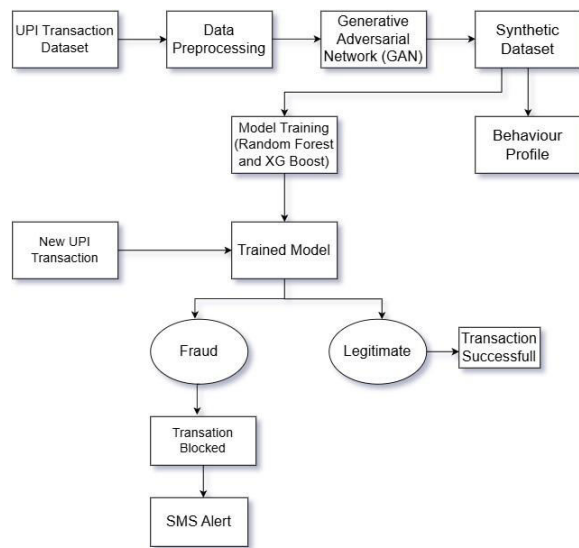 UPI Transaction
Dataset
Data
Preprocessing
Generative
Adversarial
Network (GAN)
Synthetic
Dataset
Model Training
(Random Forest
and XG Boost)
Behaviour
Profile
New UPI
Transaction
Trained Model
Fraud
Legitimate
Transaction
Successfull
Transation
Blocked
SMS Alert